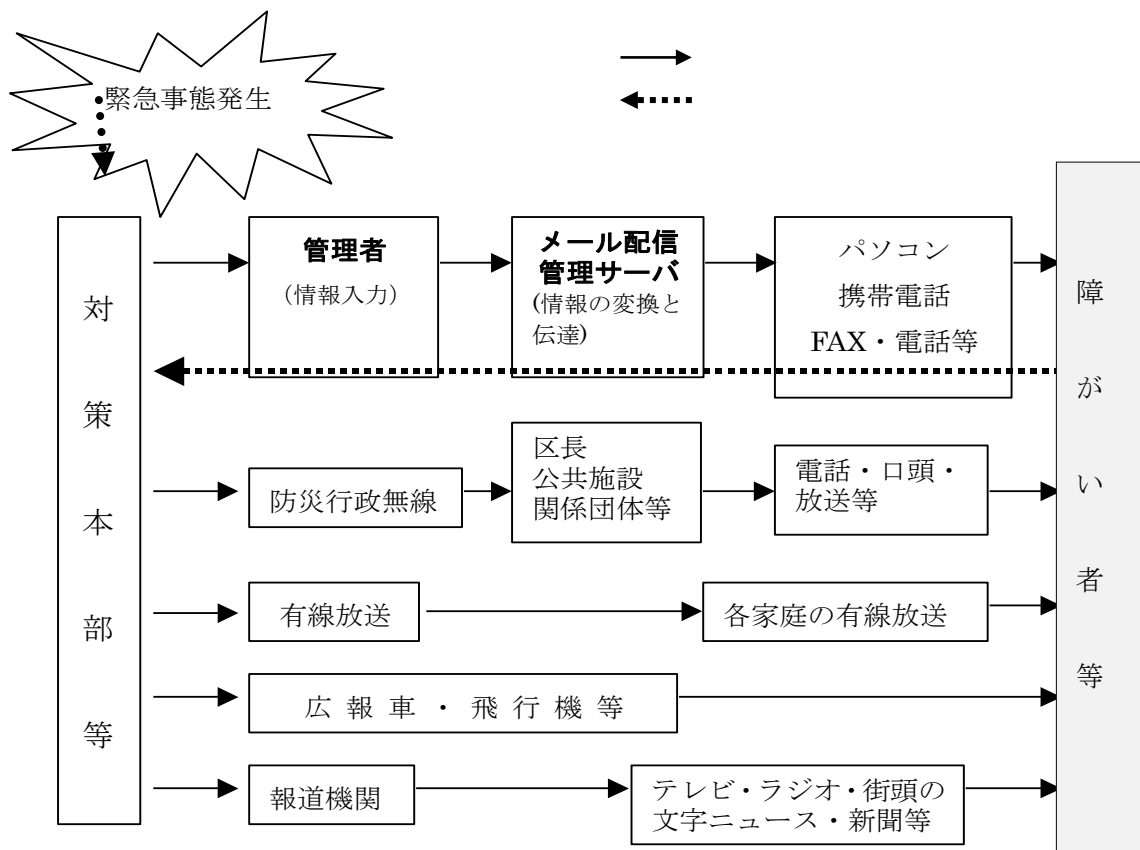 緊急事態発生
対策本部等
管理者
（情報入力）
メール配信
管理サーバ
(情報の変換と
伝達)
パソコン
携帯電話
FAX・電話等
障がい者等
防災行政無線
区長
公共施設
関係団体等
電話・口頭・
放送等
有線放送
各家庭の有線放送
広報車・飛行機等
報道機関
テレビ・ラジオ・街頭の
文字ニュース・新聞等